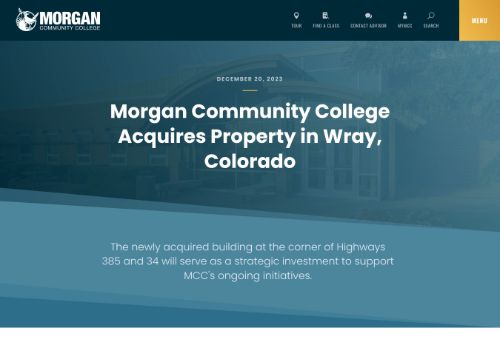 MORGAN
COMMUNITY COLLEGE
TOUR
FIND A CLASS
CONTACT ADVISOR
MYMCC
SEARCH
MENU
DECEMBER 20, 2023
Morgan Community College
Acquires Property in Wray,
Colorado
The newly acquired building at the corner of Highways
385 and 34 will serve as a strategic investment to support
MCC's ongoing initiatives.